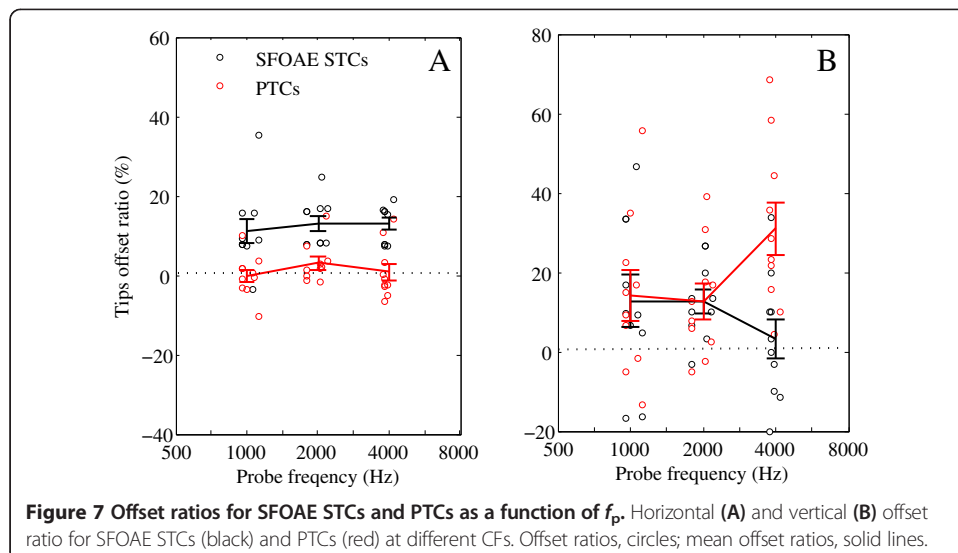 60
40
20
0
−20
−40
Tips offset ratio (%)
SFOAE STCs
PTCs
A
500 1000 2000 4000 8000
Probe freqency (Hz)
80
60
40
20
0
−20
B
500 1000 2000 4000 8000
Probe frequency (Hz)
Figure 7 Offset ratios for SFOAE STCs and PTCs as a function of fp. Horizontal (A) and vertical (B) offset
ratio for SFOAE STCs (black) and PTCs (red) at different CFs. Offset ratios, circles; mean offset ratios, solid lines.